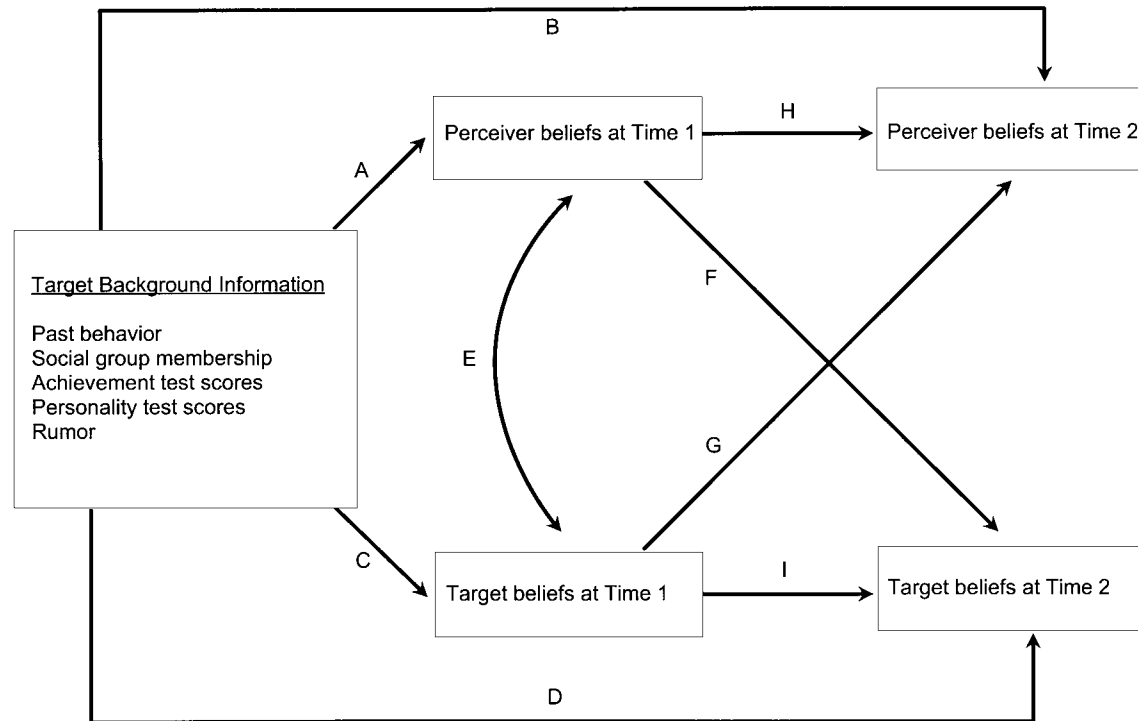 B
Perceiver beliefs at Time 1
H
Perceiver beliefs at Time 2
A
Target Background Information
Past behavior
Social group membership
Achievement test scores
Personality test scores
Rumor
E
F
G
C
Target beliefs at Time 1
I
Target beliefs at Time 2
D